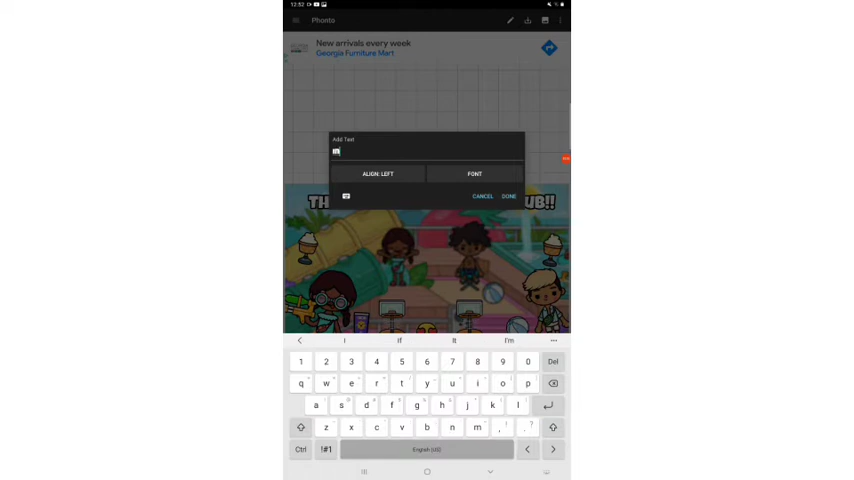 12:52
Phonto
New arrivals every week
Georgia Furniture Mart
Add Text
ALIGN: LEFT FONT
CANCEL DONE
TH UB!!
I If It I'm
1 2 3 4 5 6 7 8 9 0 Del
q w e r t y u i o p
a s d f g h j k l
z x c v b n m , ! . ?
Ctrl !#1 English (US)